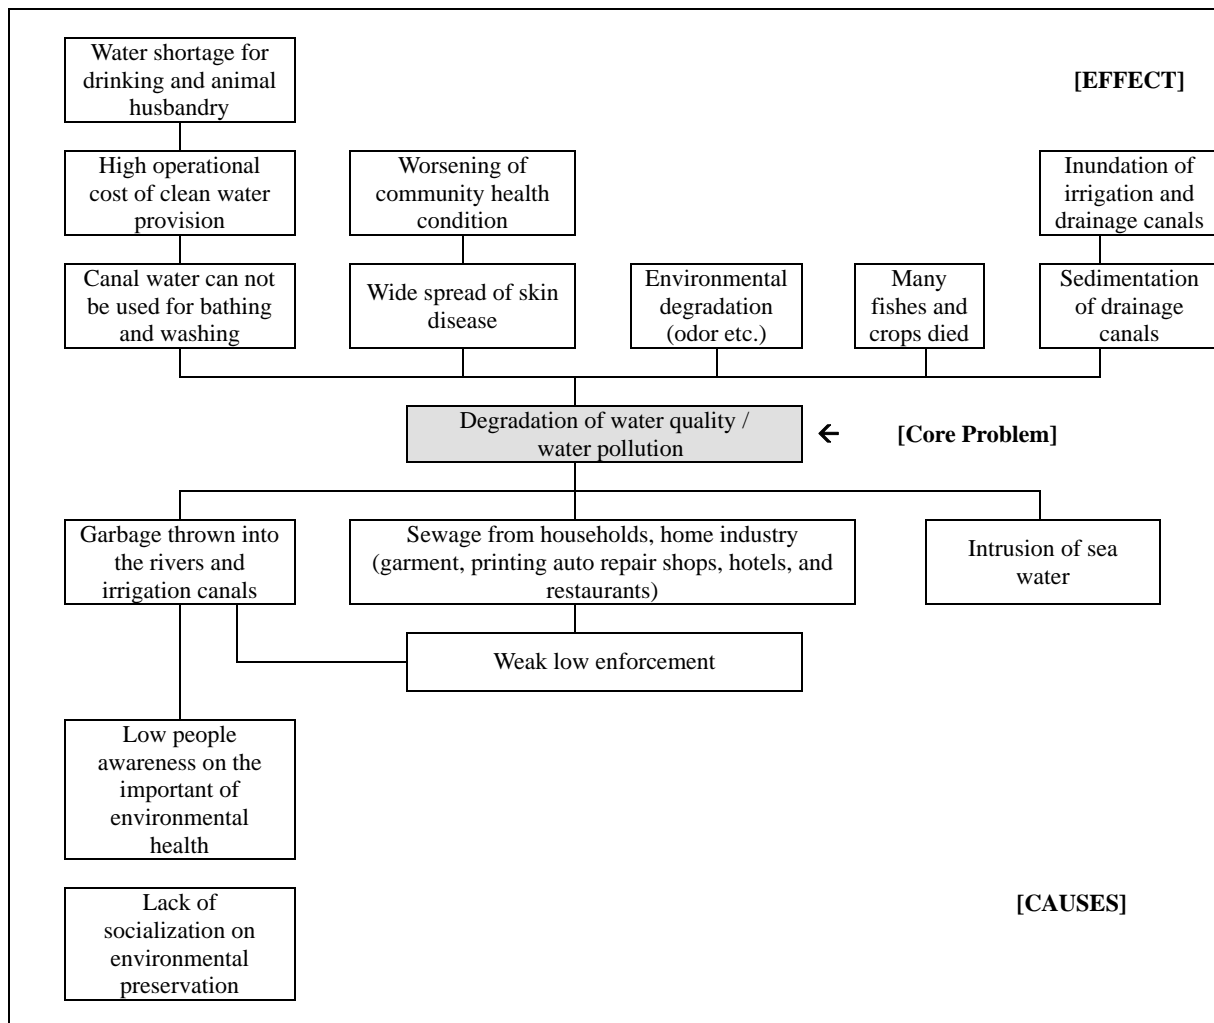 Water shortage for
drinking and animal
husbandry
[EFFECT]
High operational
cost of clean water
provision
Worsening of
community health
condition
Inundation of
irrigation and
drainage canals
Canal water can not
be used for bathing
and washing
Wide spread of skin
disease
Environmental
degradation
(odor etc.)
Many
fishes and
crops died
Sedimentation
of drainage
canals
Degradation of water quality /
water pollution
[Core Problem]
Garbage thrown into
the rivers and
irrigation canals
Sewage from households, home industry
(garment, printing auto repair shops, hotels, and
restaurants)
Intrusion of sea
water
Weak low enforcement
Low people
awareness on the
important of
environmental
health
Lack of
socialization on
environmental
preservation
[CAUSES]